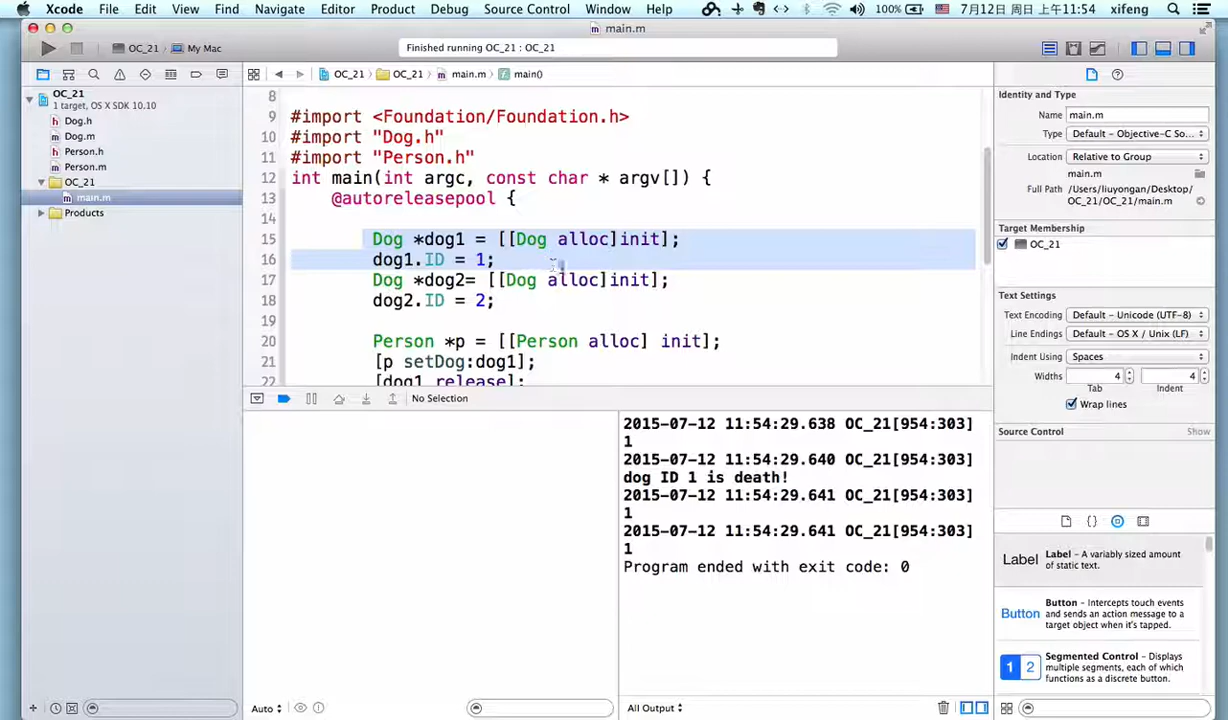 Xcode File Edit View Find Navigate Editor Product Debug Source Control Window Help 100% 7月12日 周日 上午11:54 xifeng
main.m
OC_21 My Mac
Finished running OC_21 : OC_21
OC_21 OC_21 main.m main()
OC_21
1 target, OS X SDK 10.10
Dog.h
Dog.m
Person.h
Person.m
OC_21
main.m
Products
8
9 #import <Foundation/Foundation.h>
10 #import "Dog.h"
11 #import "Person.h"
12 int main(int argc, const char * argv[]) {
13 @autoreleasepool {
14
15 Dog *dog1 = [[Dog alloc]init];
16 dog1.ID = 1;
17 Dog *dog2= [[Dog alloc]init];
18 dog2.ID = 2;
19
20 Person *p = [[Person alloc] init];
21 [p setDog:dog1];
22 [dog1 release];
No Selection
2015-07-12 11:54:29.638 OC_21[954:303]
1
2015-07-12 11:54:29.640 OC_21[954:303]
dog ID 1 is death!
2015-07-12 11:54:29.641 OC_21[954:303]
1
2015-07-12 11:54:29.641 OC_21[954:303]
1
Program ended with exit code: 0
Auto
All Output
Identity and Type
Name main.m
Type Default - Objective-C So...
Location Relative to Group
main.m
Full Path /Users/liuyongan/Desktop/
OC_21/OC_21/main.m
Target Membership
OC_21
Text Settings
Text Encoding Default - Unicode (UTF-8)
Line Endings Default - OS X / Unix (LF)
Indent Using Spaces
Widths 4 4
Tab Indent
Wrap lines
Source Control Show
Label Label - A variably sized amount
of static text.
Button Button - Intercepts touch events
and sends an action message to a
target object when it's tapped.
1 2 Segmented Control - Displays
multiple segments, each of which
functions as a discrete button.